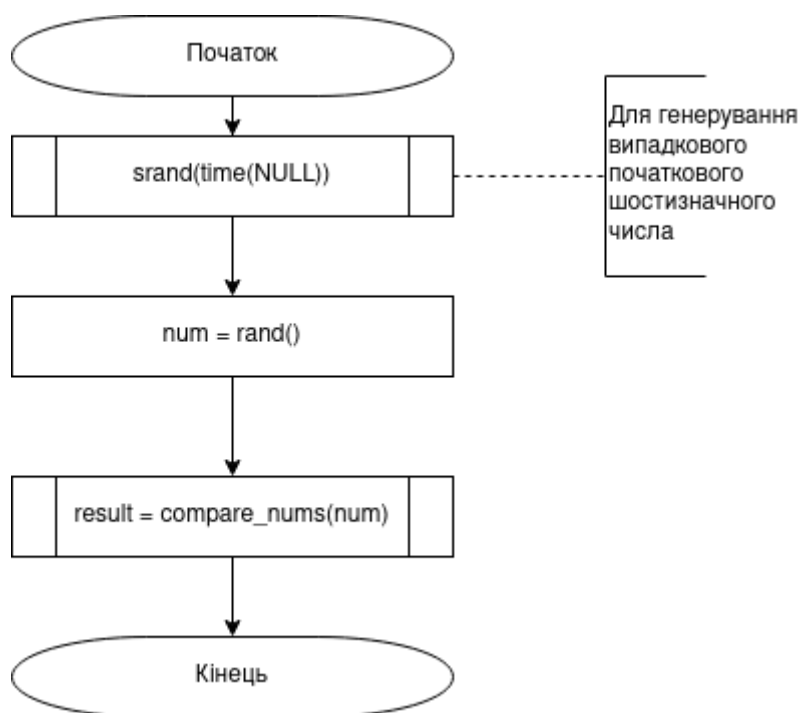 Початок
srand(time(NULL))
Для генерування
випадкового
початкового
шостизначного
числа
num = rand()
result = compare_nums(num)
Кінець